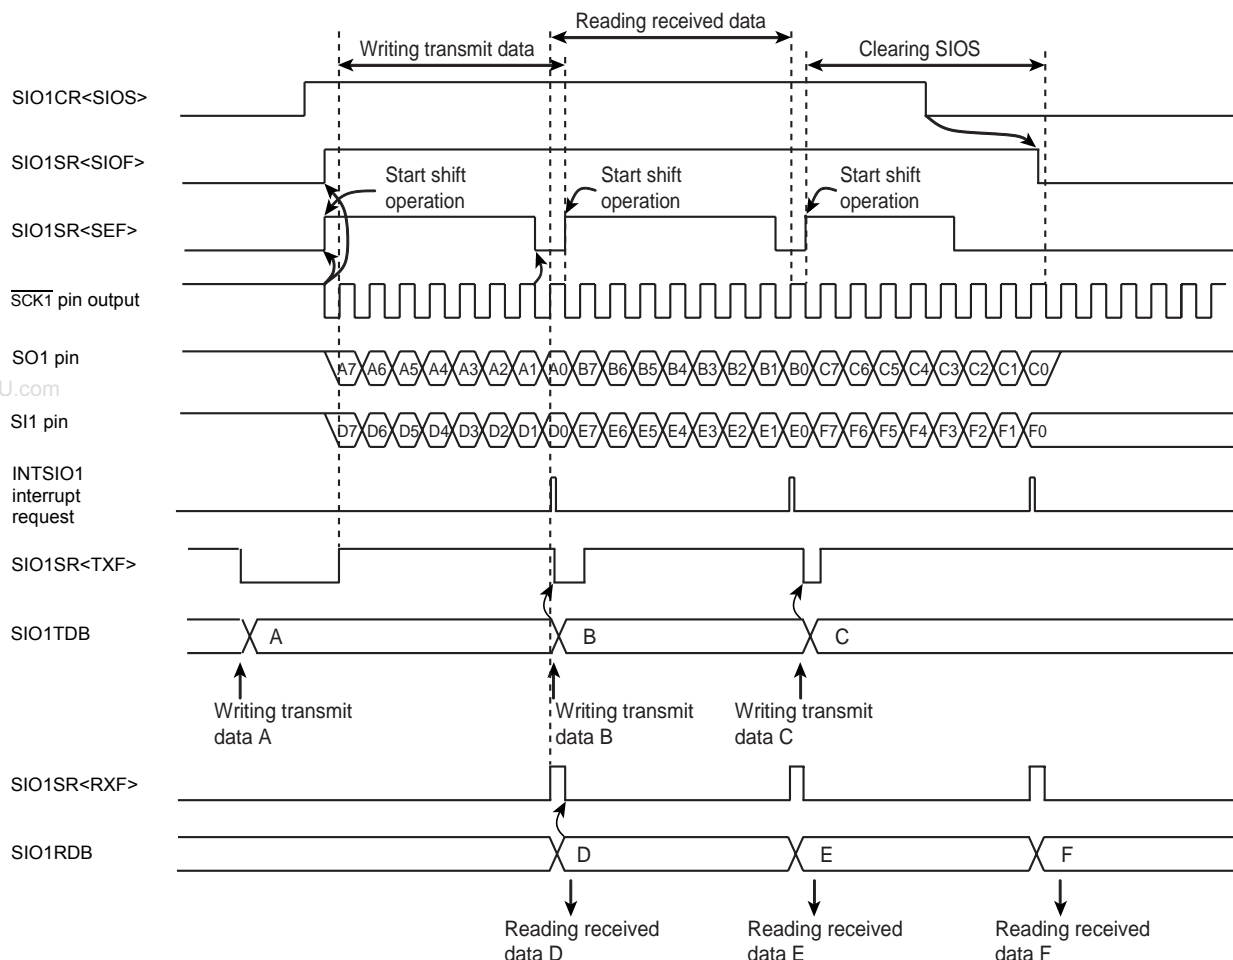 Reading received data
Writing transmit data
Clearing SIOS
SIO1CR<SIOS>
SIO1SR<SIOF>
Start shift
operation
Start shift
operation
Start shift
operation
SIO1SR<SEF>
SCK1 pin output
SO1 pin
A7 A6 A5 A4 A3 A2 A1 A0 B7 B6 B5 B4 B3 B2 B1 B0 C7 C6 C5 C4 C3 C2 C1 C0
U.com
SI1 pin
D7 D6 D5 D4 D3 D2 D1 D0 E7 E6 E5 E4 E3 E2 E1 E0 F7 F6 F5 F4 F3 F2 F1 F0
INTSIO1
interrupt
request
SIO1SR<TXF>
SIO1TDB
A
B
C
Writing transmit
data A
Writing transmit
data B
Writing transmit
data C
SIO1SR<RXF>
SIO1RDB
D
E
F
Reading received
data D
Reading received
data E
Reading received
data F